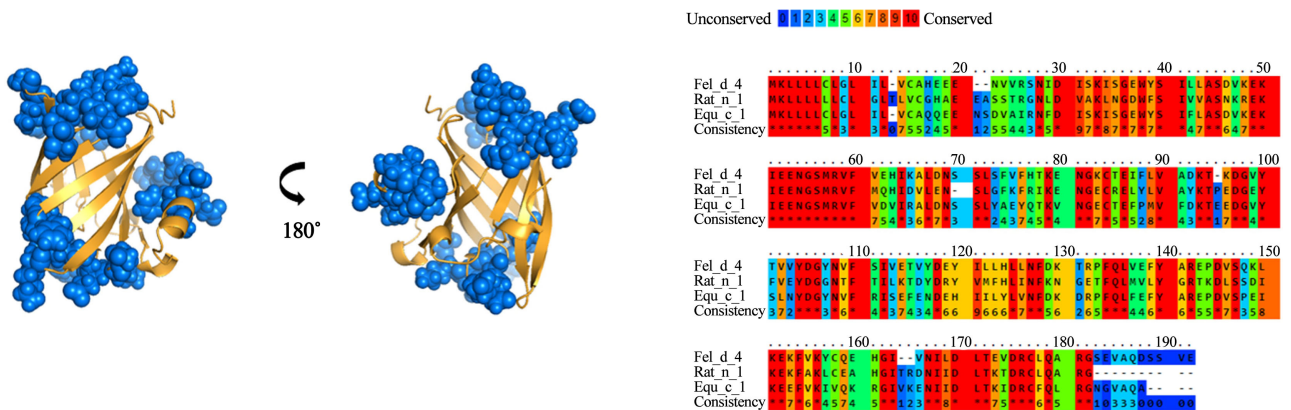 Unconserved 0 1 2 3 4 5 6 7 8 9 10 Conserved
. . . . . . . . . 10 . . . . . . . . . 20 . . . . . . . . . 30 . . . . . . . . . 40 . . . . . . . . . 50
Fel_d_4 MKLLLLCLGL IL-VCAHEEE --NVVRSNID ISKISGEWYS ILLASDVKEK
Rat_n_1 MKLLLLLLCL GLTLVCGHAE EASSTRGNLD VAKLNGDWFS IVVASNKREK
Equ_c_1 MKLLLLCLGL IL-VCAQQEE NSDVAIRNFD ISKISGEWYS IFLASDVKEK
Consistency ******5*3* 3*0755245* 1255443*5* 97*87*7*7* *47**647**
. . . . . . . . . 60 . . . . . . . . . 70 . . . . . . . . . 80 . . . . . . . . . 90 . . . . . . . . . 100
Fel_d_4 IEENGSMRVF VEHIKALDNS SLSFVFHTKE NGKCTEIFLV ADKT-KDGVY
Rat_n_1 IEENGSMRVF MQHIDVLEN- SLGFKFRIKE NGECRELYLV AYKTPEDGEY
Equ_c_1 IEENGSMRVF VDVIRALDNS SLYAEYQTKV NGECTEFPMV FDKTEEDGVY
Consistency ********** 754*36*7*3 **243745*4 **7*5*528* 43**17**4*
. . . . . . . . . 110 . . . . . . . . . 120 . . . . . . . . . 130 . . . . . . . . . 140 . . . . . . . . . 150
Fel_d_4 TVVYDGYNVF SIVETVYDEY ILLHLLNFDK TRPFQLVEFY AREPDVSQKL
Rat_n_1 FVEYDGGNTF TILKTDYDRY VMFHLINFKN GETFQLMVLY GRTKDLSSDI
Equ_c_1 SLNYDGYNVF RISEFENDEH IILYLVNFDK DRPFQLFEFY AREPDVSPEI
Consistency 372***3*6* 4*37434*66 9666*7**56 265***446* 6*55*7*358
. . . . . . . . . 160 . . . . . . . . . 170 . . . . . . . . . 180 . . . . . . . . . 190 . .
Fel_d_4 KEKFVKYCQE HGI--VNILD LTEVDRCLQA RGSEVAQDSS VE
Rat_n_1 KEKFAKLCEA HGITRDNIID LTKTDRCLQA RG-------- --
Equ_c_1 KEEFVKIVQK RGIVKENIID LTKIDRCFQL RGNGVAQA-- --
Consistency **7*6*4574 5**123**8* **75***6*5 **10333000 00
180°